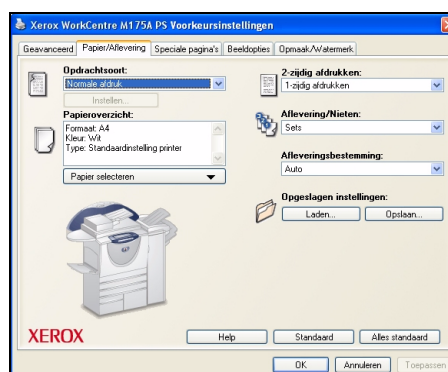 Xerox WorkCentre M175A PS Voorkeursinstellingen
Geavanceerd Papier/Aflevering Speciale pagina's Beeldopties Opmaak/Watermerk
Opdrachtsoort:
Normale afdruk
Instellen...
Papieroverzicht:
Formaat: A4
Kleur: Wit
Type: Standaardinstelling printer
Papier selecteren
2-zijdig afdrukken:
1-zijdig afdrukken
Aflevering/Nieten:
Sets
Afleveringsbestemming:
Auto
Opgeslagen instellingen:
Laden... Opslaan...
XEROX
Help Standaard Alles standaard
OK Annuleren Toepassen